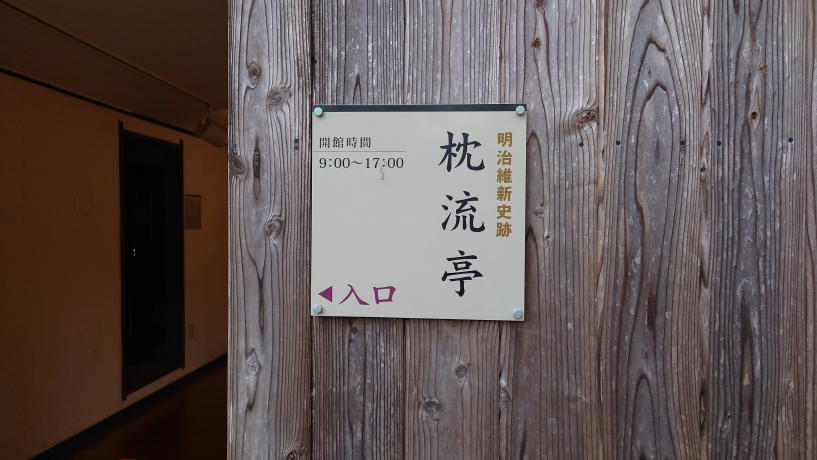 明治維新史跡
枕流亭
開館時間
9:00～17:00
◀入口